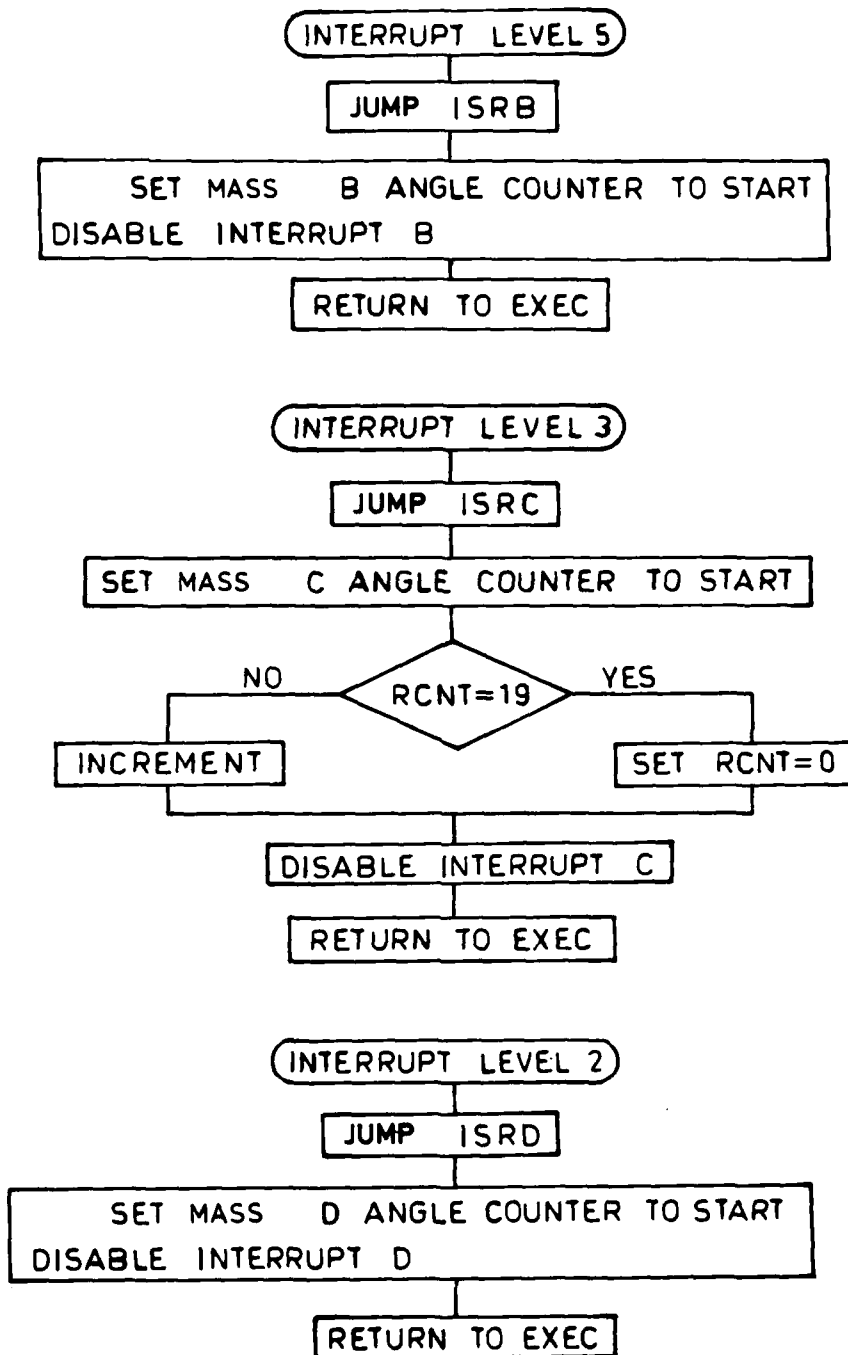 INTERRUPT LEVEL 5
JUMP ISRB
SET MASS B ANGLE COUNTER TO START
DISABLE INTERRUPT B
RETURN TO EXEC
INTERRUPT LEVEL 3
JUMP ISRC
SET MASS C ANGLE COUNTER TO START
RCNT=19
NO
YES
INCREMENT
SET RCNT=0
DISABLE INTERRUPT C
RETURN TO EXEC
INTERRUPT LEVEL 2
JUMP ISRD
SET MASS D ANGLE COUNTER TO START
DISABLE INTERRUPT D
RETURN TO EXEC